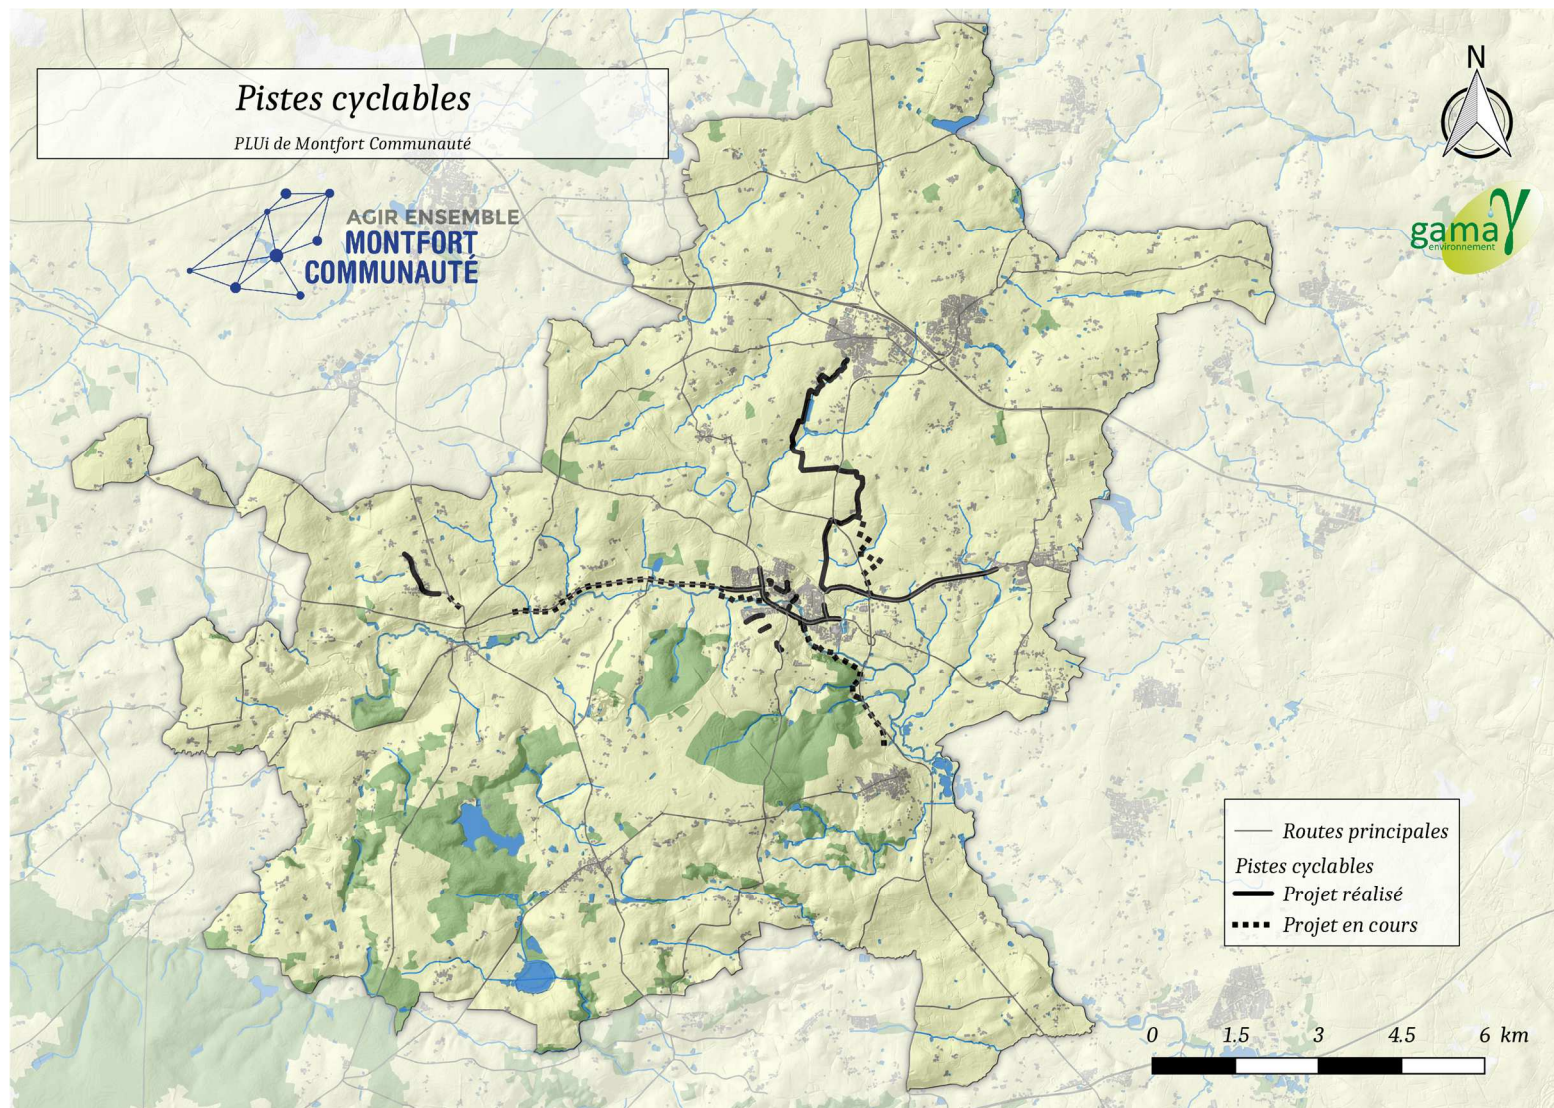 Pistes cyclables
PLUi de Montfort Communauté
N
AGIR ENSEMBLE
MONTFORT
COMMUNAUTÉ
gama
environnement
Routes principales
Pistes cyclables
Projet réalisé
Projet en cours
0 1.5 3 4.5 6 km